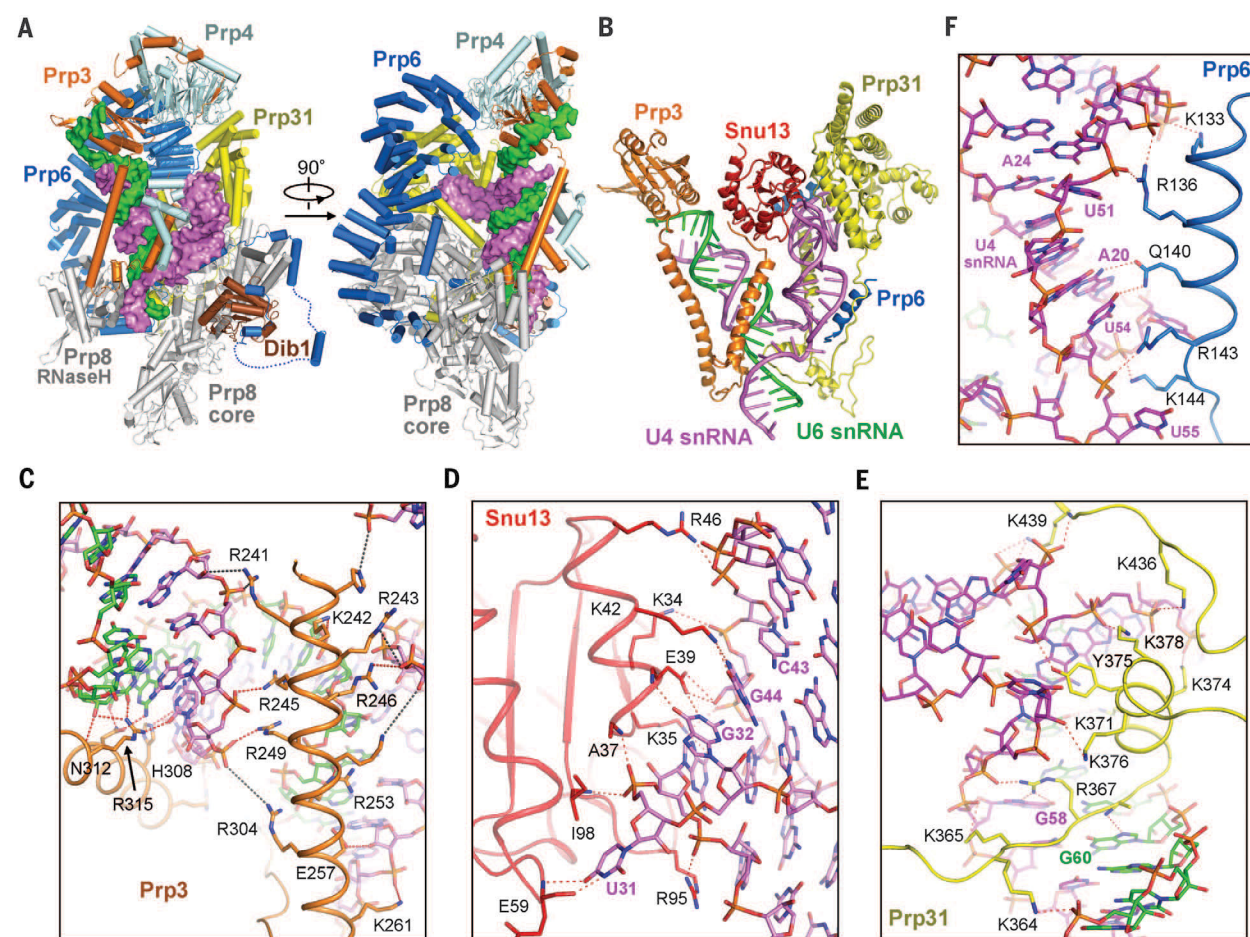 A
Prp4
Prp3
Prp31
Prp6
90°
Prp8
RNaseH
Dib1
Prp8
core
Prp4
Prp6
Prp8
core
B
Prp31
Prp3
Snu13
Prp6
U4 snRNA
U6 snRNA
F
Prp6
K133
A24
R136
U51
U4
snRNA
A20
Q140
U54
R143
K144
U55
C
R241
K242
R243
R245
R246
N312
H308
R249
R315
R253
R304
E257
Prp3
K261
D
Snu13
R46
K42
K34
E39
C43
G44
G32
A37
K35
I98
U31
E59
R95
E
K439
K436
K378
Y375
K374
K371
K376
R367
G58
K365
G60
K364
Prp31